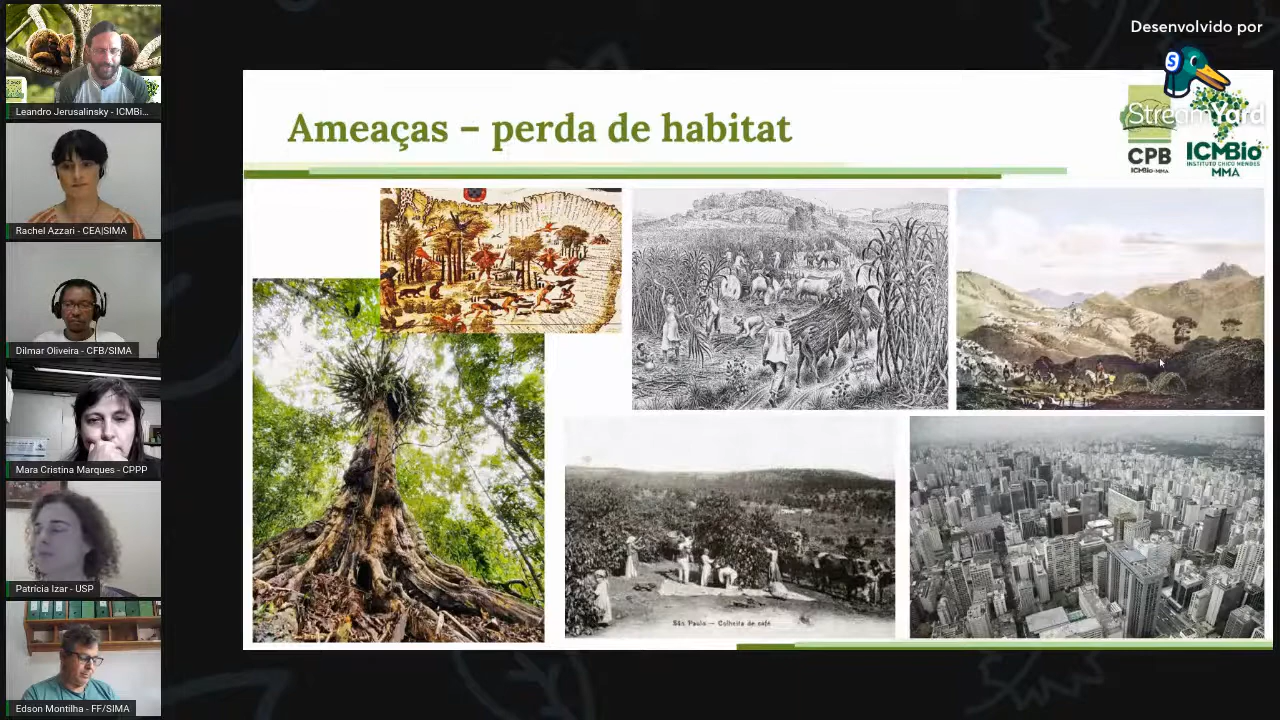 Desenvolvido por
StreamYard
Leandro Jerusalinsky - ICMBi...
Rachel Azzari - CEA|SIMA
Dilmar Oliveira - CFB/SIMA
Mara Cristina Marques - CPPP
Patrícia Izar - USP
Edson Montilha - FF/SIMA
Ameaças – perda de habitat
CPB
ICMBio-MMA
ICMBio
INSTITUTO CHICO MENDES
MMA
São Paulo — Colheita de café